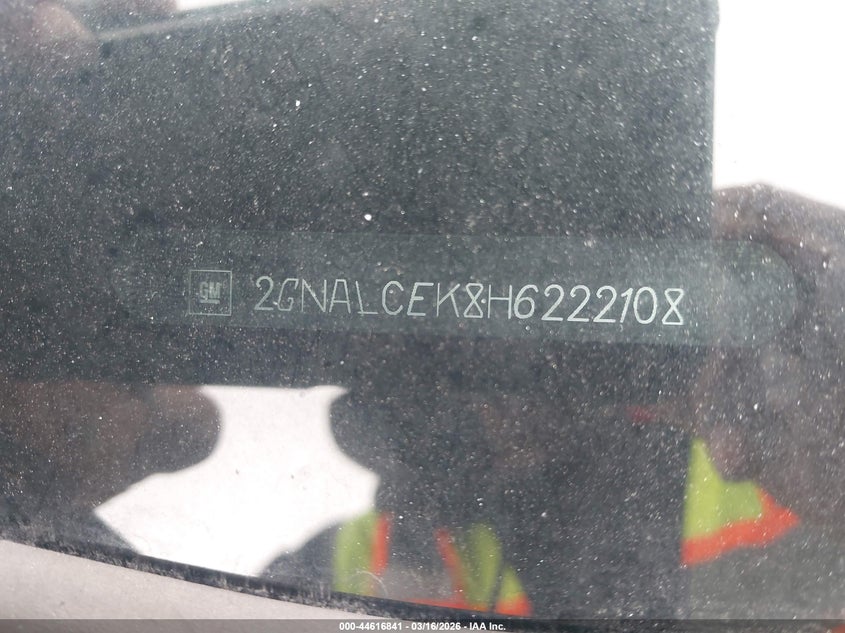 GM 2GNALCEK8H6222108
000-44616841 - 03/16/2026 - IAA Inc.